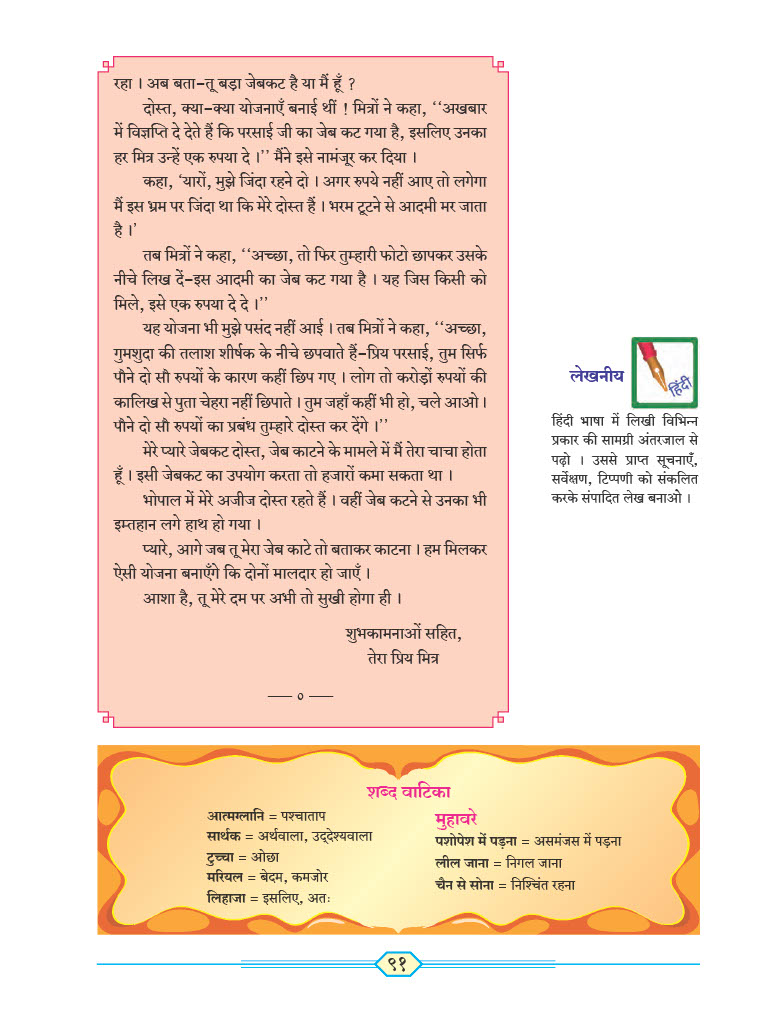 रहा । अब बता-तू बड़ा जेबकट है या मैं हूँ ?
दोस्त, क्या-क्या योजनाएँ बनाई थीं ! मित्रों ने कहा, ‘‘अखबार
में विज्ञप्ति दे देते हैं कि परसाई जी का जेब कट गया है, इसलिए उनका
हर मित्र उन्हें एक रुपया दे ।’’ मैंने इसे नामंजूर कर दिया ।
कहा, ‘यारों, मुझे जिंदा रहने दो । अगर रुपये नहीं आए तो लगेगा
मैं इस भ्रम पर जिंदा था कि मेरे दोस्त हैं । भरम टूटने से आदमी मर जाता
है ।’
तब मित्रों ने कहा, ‘‘अच्छा, तो फिर तुम्हारी फोटो छापकर उसके
नीचे लिख दें-इस आदमी का जेब कट गया है । यह जिस किसी को
मिले, इसे एक रुपया दे दे ।’’
यह योजना भी मुझे पसंद नहीं आई । तब मित्रों ने कहा, ‘‘अच्छा,
गुमशुदा की तलाश शीर्षक के नीचे छपवाते हैं-प्रिय परसाई, तुम सिर्फ
पौने दो सौ रुपयों के कारण कहीं छिप गए । लोग तो करोड़ों रुपयों की
कालिख से पुता चेहरा नहीं छिपाते । तुम जहाँ कहीं भी हो, चले आओ ।
पौने दो सौ रुपयों का प्रबंध तुम्हारे दोस्त कर देंगे ।’’
मेरे प्यारे जेबकट दोस्त, जेब काटने के मामले में मैं तेरा चाचा होता
हूँ । इसी जेबकट का उपयोग करता तो हजारों कमा सकता था ।
भोपाल में मेरे अजीज दोस्त रहते हैं । वहीं जेब कटने से उनका भी
इम्तहान लगे हाथ हो गया ।
प्यारे, आगे जब तू मेरा जेब काटे तो बताकर काटना । हम मिलकर
ऐसी योजना बनाएँगे कि दोनों मालदार हो जाएँ ।
आशा है, तू मेरे दम पर अभी तो सुखी होगा ही ।
शुभकामनाओं सहित,
तेरा प्रिय मित्र
—— ० ——
लेखनीय
हिंदी
हिंदी भाषा में लिखी विभिन्न
प्रकार की सामग्री अंतरजाल से
पढ़ो । उससे प्राप्त सूचनाएँ,
सर्वेक्षण, टिप्पणी को संकलित
करके संपादित लेख बनाओ ।
शब्द वाटिका
आत्मग्लानि = पश्चाताप
सार्थक = अर्थवाला, उद्देश्यवाला
टुच्चा = ओछा
मरियल = बेदम, कमजोर
लिहाजा = इसलिए, अतः
मुहावरे
पशोपेश में पड़ना = असमंजस में पड़ना
लील जाना = निगल जाना
चैन से सोना = निश्चिंत रहना
९१